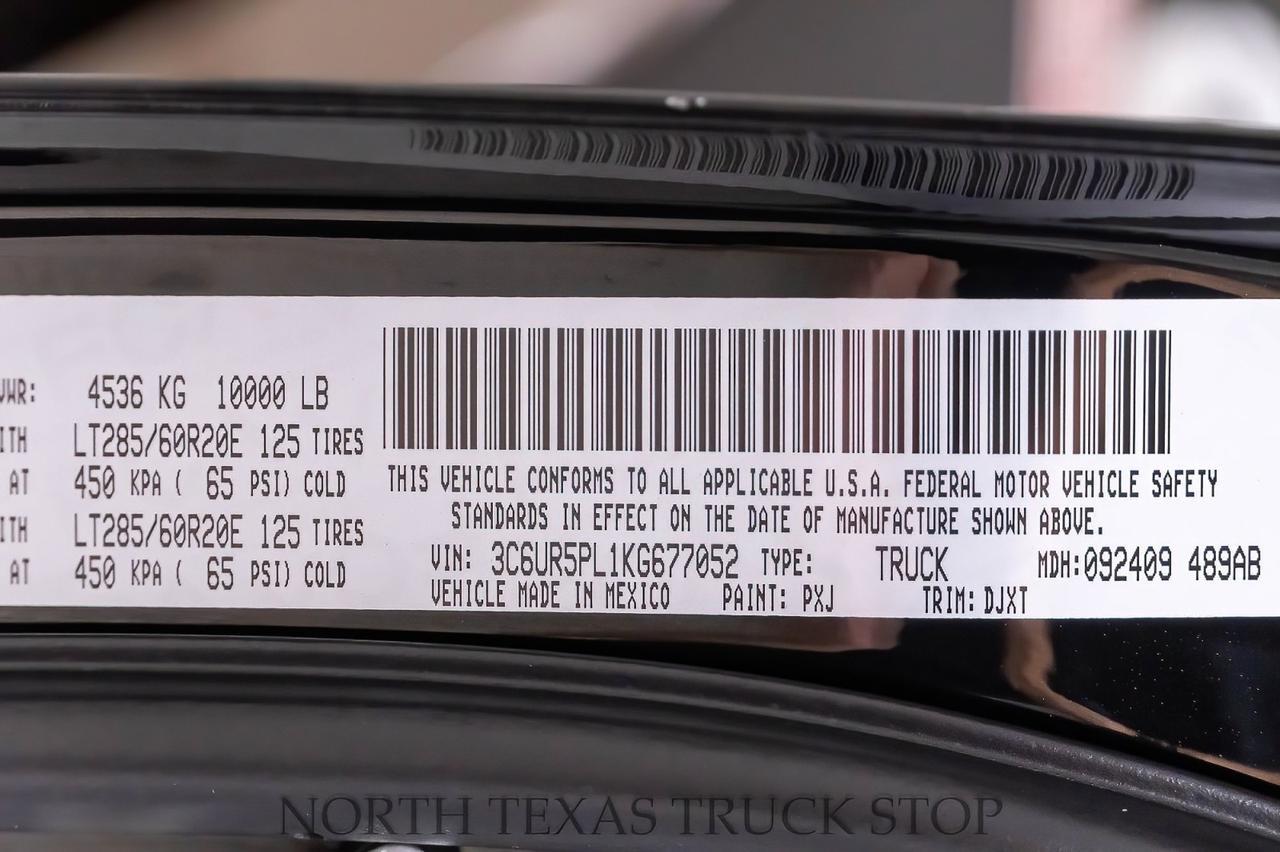 VWR: 4536 KG 10000 LB
ITH LT285/60R20E 125 TIRES
AT 450 KPA ( 65 PSI) COLD
ITH LT285/60R20E 125 TIRES
AT 450 KPA ( 65 PSI) COLD
THIS VEHICLE CONFORMS TO ALL APPLICABLE U.S.A. FEDERAL MOTOR VEHICLE SAFETY
STANDARDS IN EFFECT ON THE DATE OF MANUFACTURE SHOWN ABOVE.
VIN: 3C6UR5PL1KG677052 TYPE: TRUCK MDH:092409 489AB
VEHICLE MADE IN MEXICO PAINT: PXJ TRIM: DJXT
NORTH TEXAS TRUCK STOP